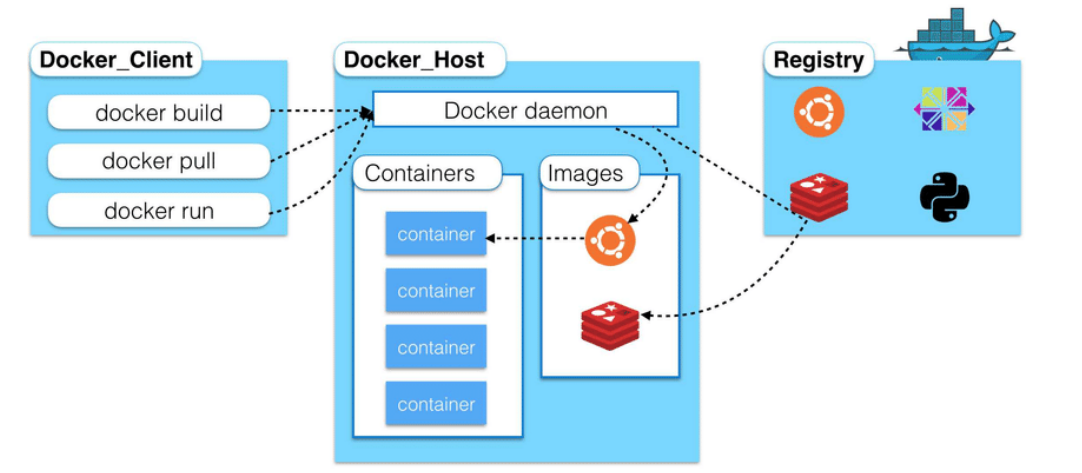 Docker_Client
docker build
docker pull
docker run
Docker_Host
Docker daemon
Containers
container
container
container
container
Images
Registry